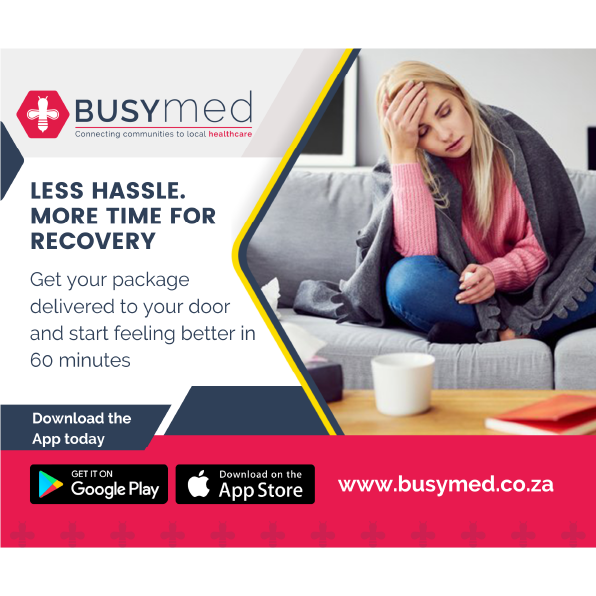 BUSYmed
Connecting communities to local healthcare
LESS HASSLE.
MORE TIME FOR
RECOVERY
Get your package
delivered to your door
and start feeling better in
60 minutes
Download the
App today
GET IT ON
Google Play
Download on the
App Store
www.busymed.co.za